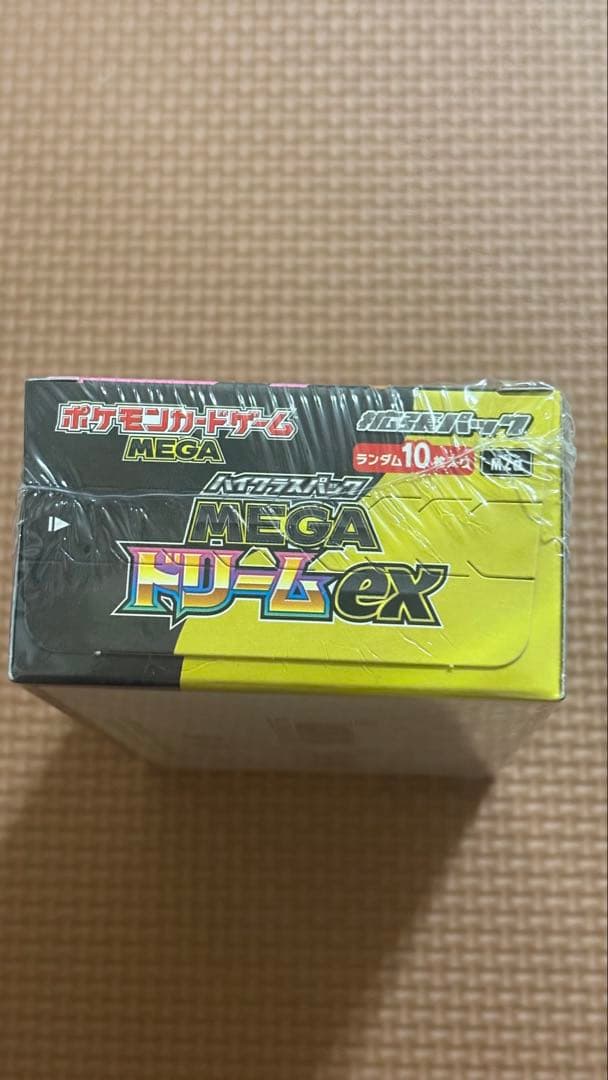 ポケモンカードゲーム
MEGA
拡張パック
ランダム10枚入り
M2a
ハイクラスパック
MEGA
ドリームex